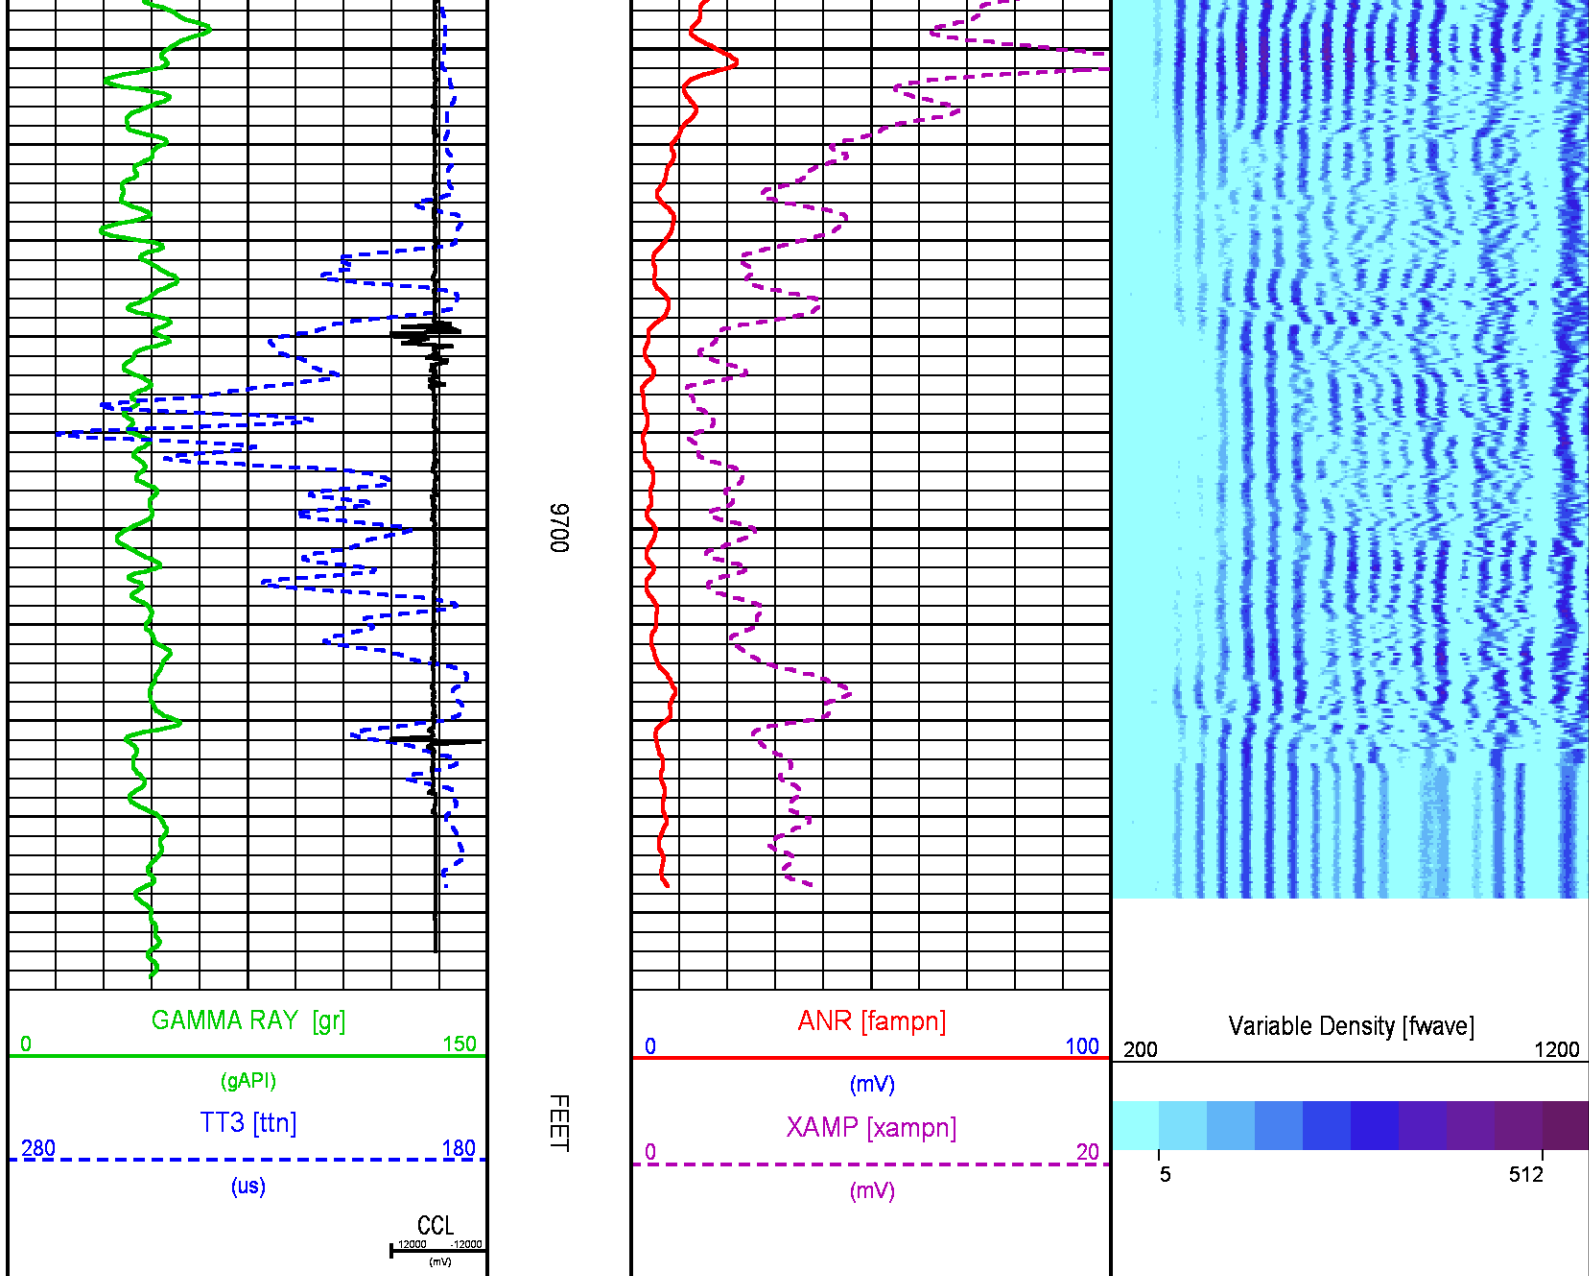 9700
FEET
GAMMA RAY [gr]
0 150
(gAPI)
TT3 [ttn]
280 180
(us)
CCL
12000 -12000
(mV)
ANR [fampn]
0 100
(mV)
XAMP [xampn]
0 20
(mV)
Variable Density [fwave]
200 1200
5 512